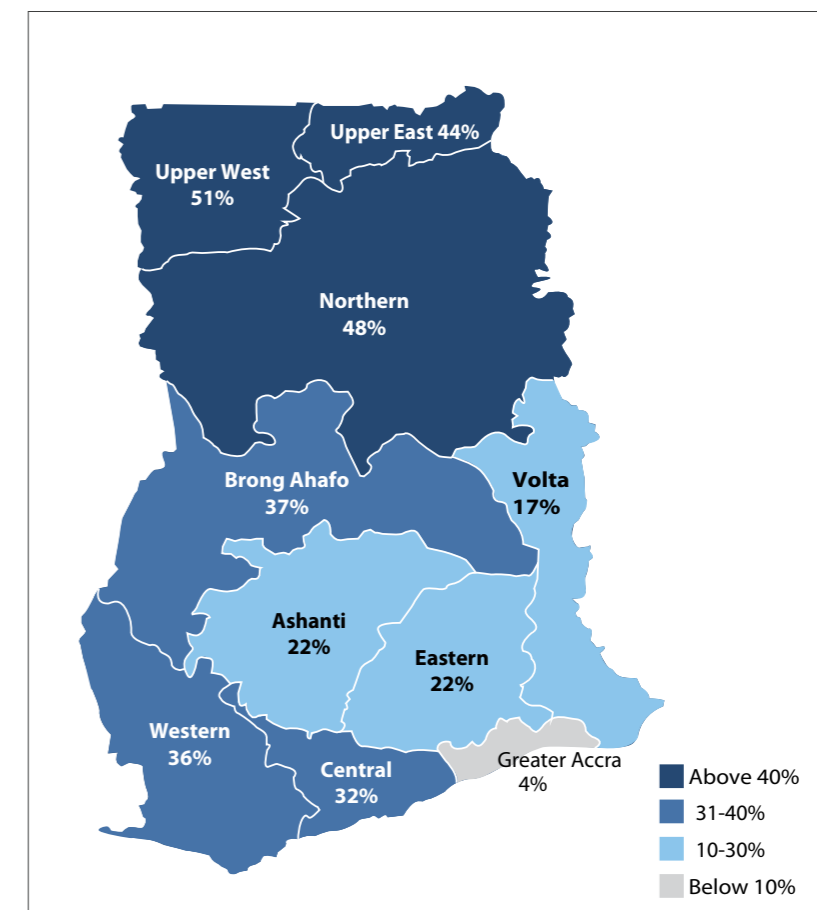 Upper East 44%
Upper West
51%
Northern
48%
Brong Ahafo
37%
Volta
17%
Ashanti
22%
Eastern
22%
Western
36%
Central
32%
Greater Accra
4%
Above 40%
31-40%
10-30%
Below 10%